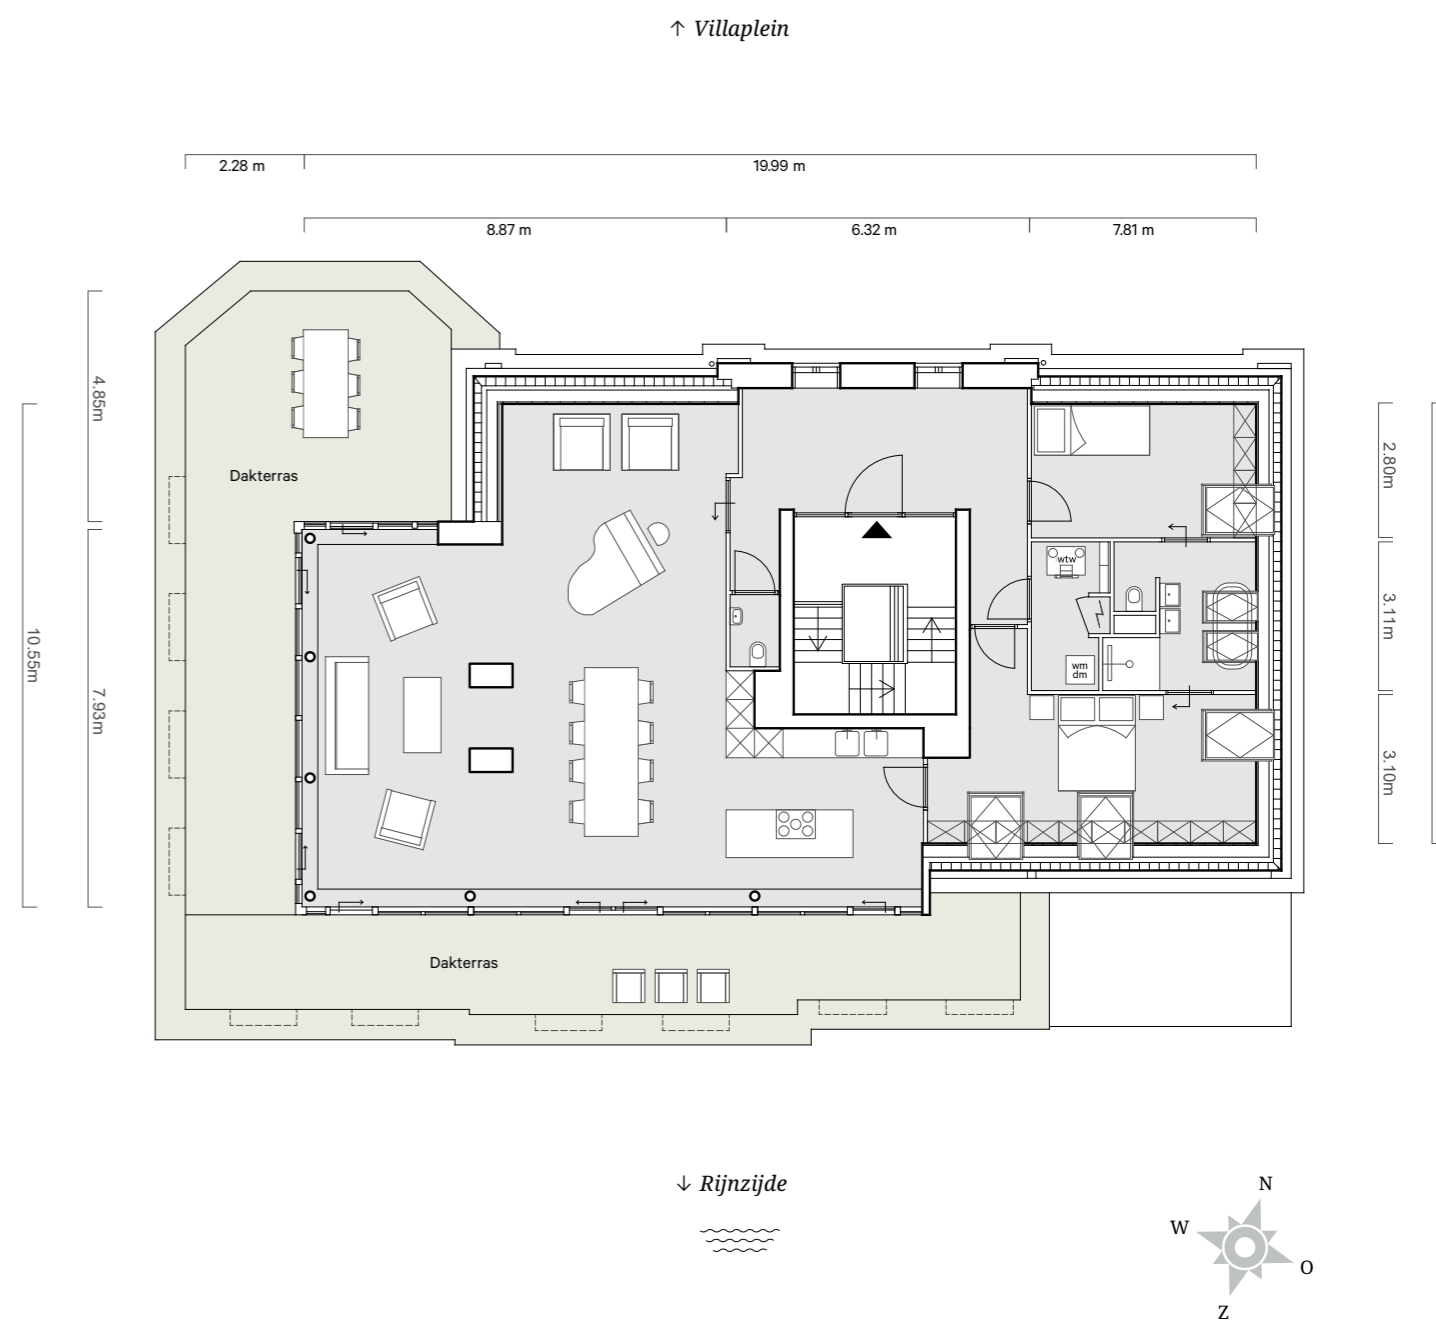 ↑ Villaplein
2.28 m
19.99 m
8.87 m
6.32 m
7.81 m
4.85m
10.55m
7.93m
Dakterras
wtw
wm
dm
2.80m
3.11m
3.10m
Dakterras
↓ Rijnzijde
N
W
O
Z